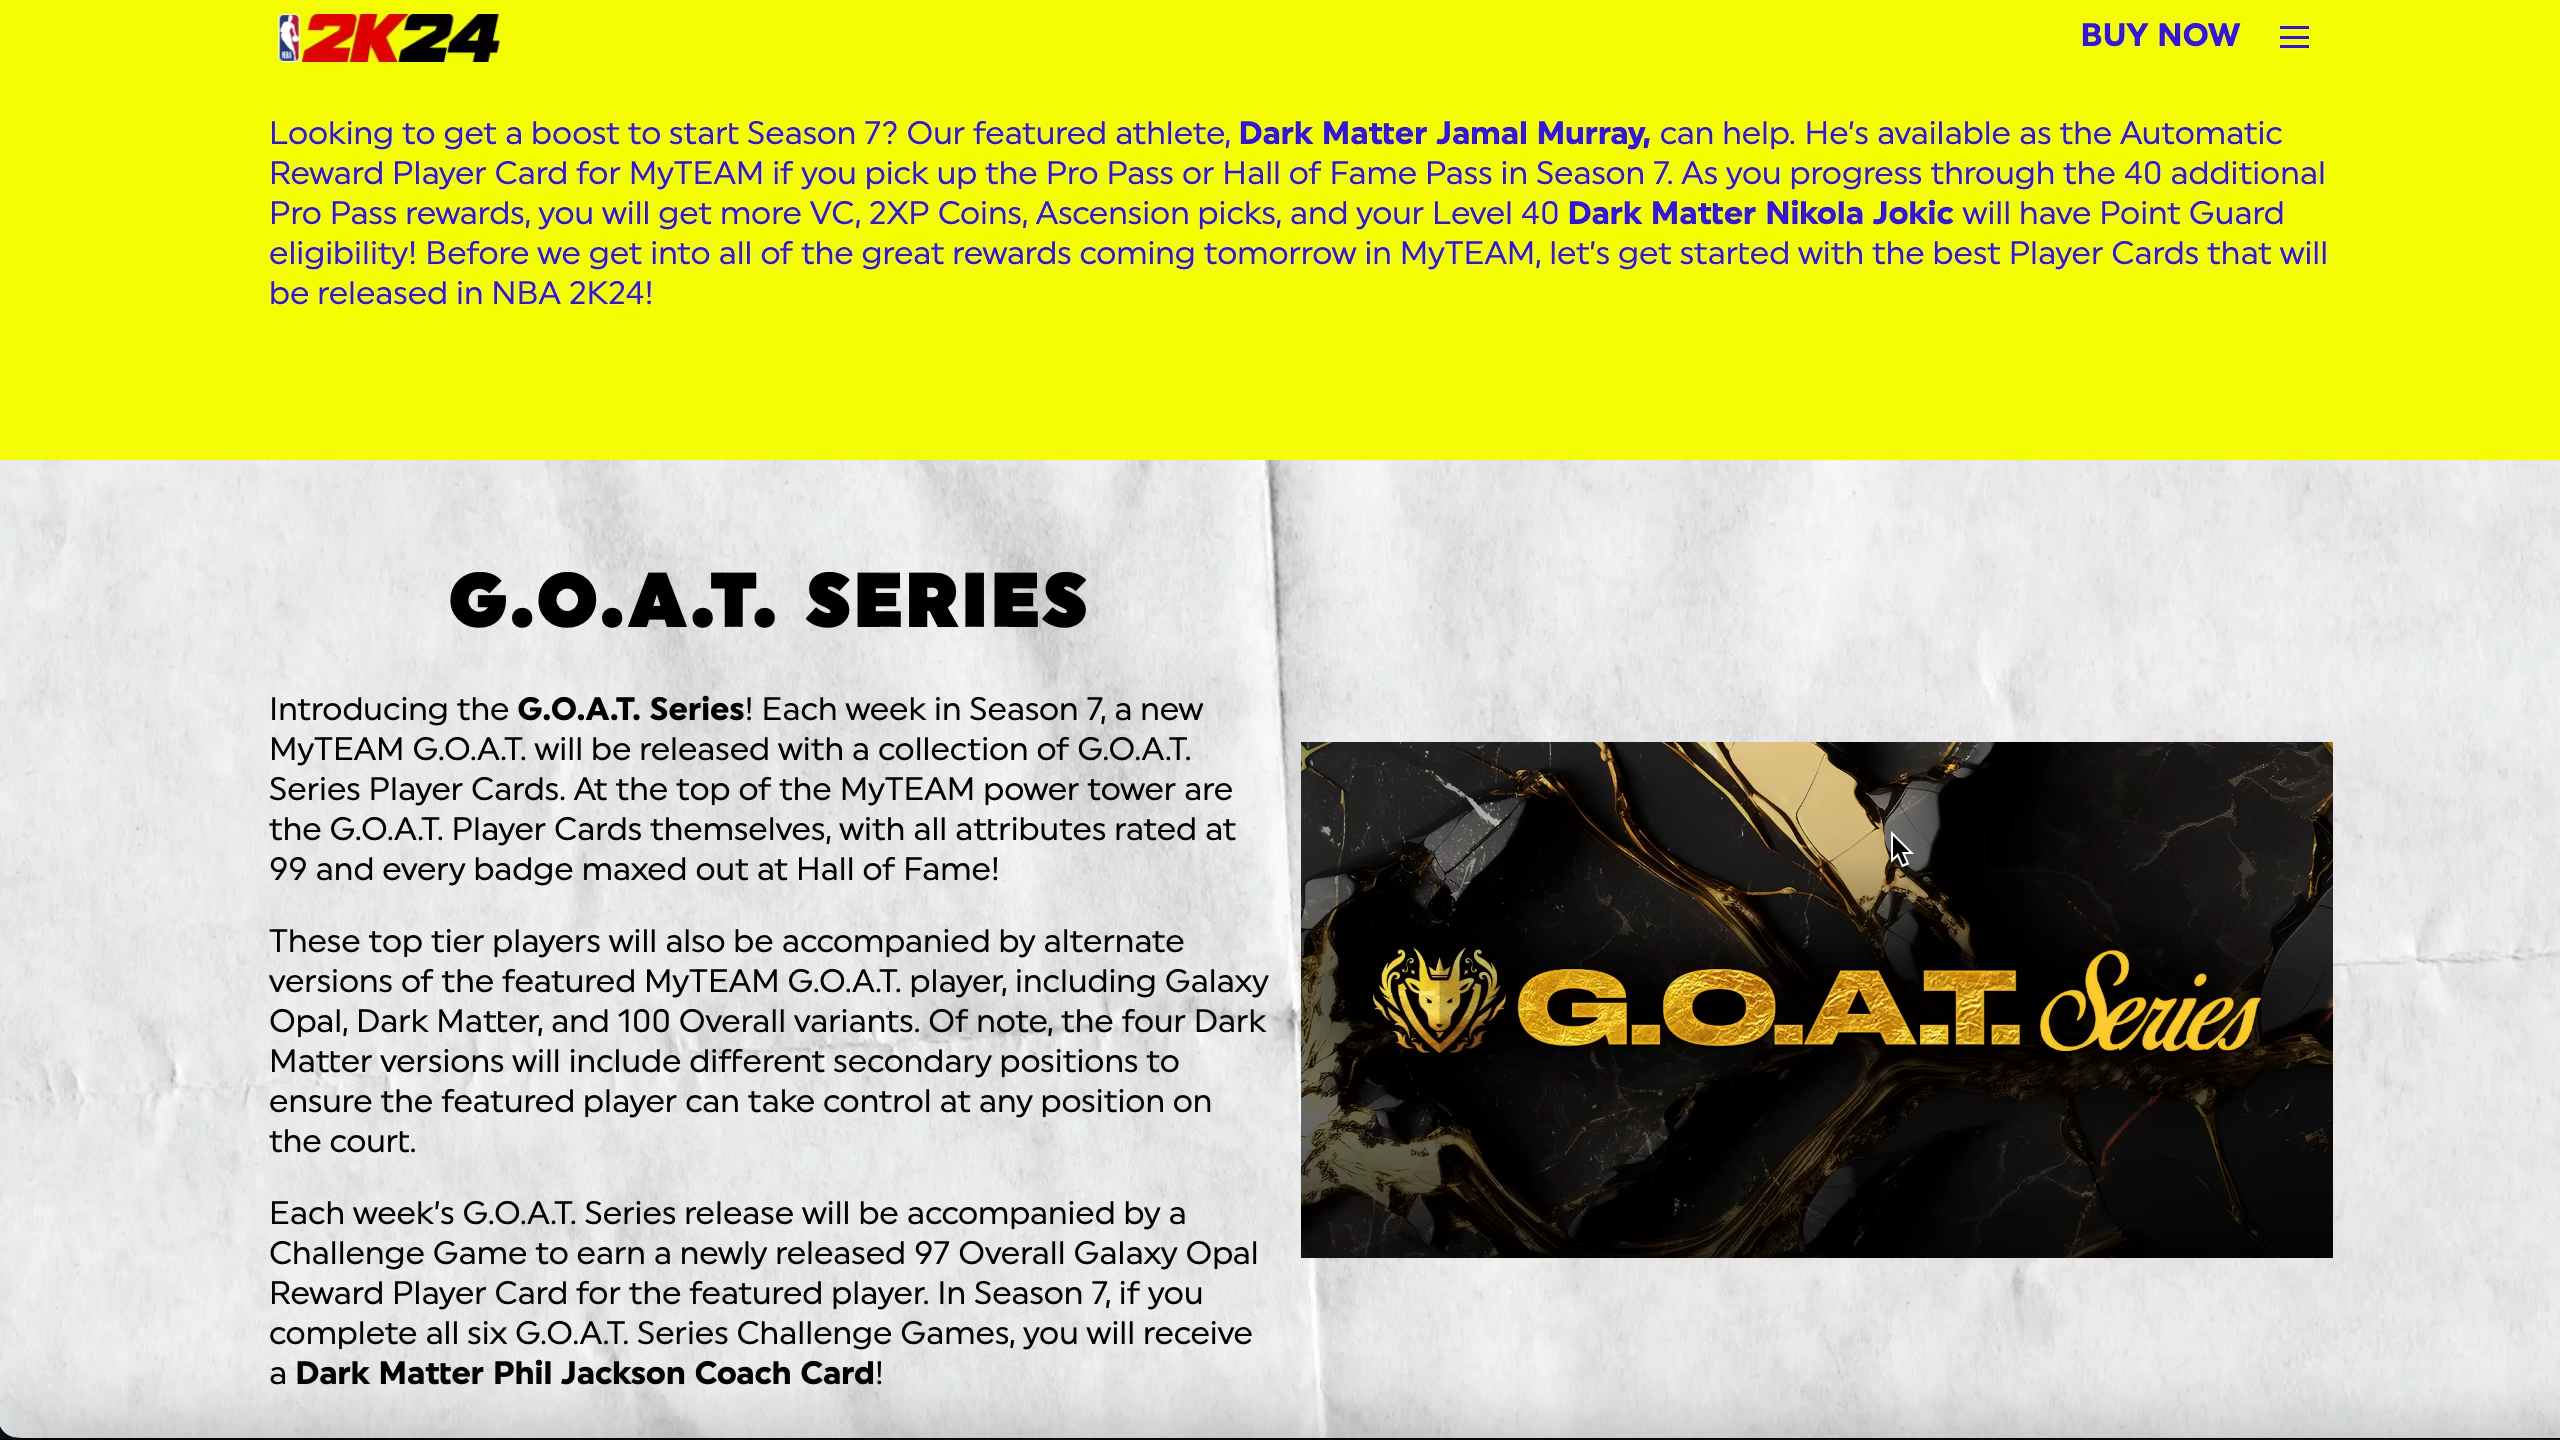 NBA 2K24
BUY NOW
Looking to get a boost to start Season 7? Our featured athlete, Dark Matter Jamal Murray, can help. He’s available as the Automatic
Reward Player Card for MyTEAM if you pick up the Pro Pass or Hall of Fame Pass in Season 7. As you progress through the 40 additional
Pro Pass rewards, you will get more VC, 2XP Coins, Ascension picks, and your Level 40 Dark Matter Nikola Jokic will have Point Guard
eligibility! Before we get into all of the great rewards coming tomorrow in MyTEAM, let’s get started with the best Player Cards that will
be released in NBA 2K24!
G.O.A.T. SERIES
Introducing the G.O.A.T. Series! Each week in Season 7, a new
MyTEAM G.O.A.T. will be released with a collection of G.O.A.T.
Series Player Cards. At the top of the MyTEAM power tower are
the G.O.A.T. Player Cards themselves, with all attributes rated at
99 and every badge maxed out at Hall of Fame!
These top tier players will also be accompanied by alternate
versions of the featured MyTEAM G.O.A.T. player, including Galaxy
Opal, Dark Matter, and 100 Overall variants. Of note, the four Dark
Matter versions will include different secondary positions to
ensure the featured player can take control at any position on
the court.
Each week’s G.O.A.T. Series release will be accompanied by a
Challenge Game to earn a newly released 97 Overall Galaxy Opal
Reward Player Card for the featured player. In Season 7, if you
complete all six G.O.A.T. Series Challenge Games, you will receive
a Dark Matter Phil Jackson Coach Card!
G.O.A.T. Series